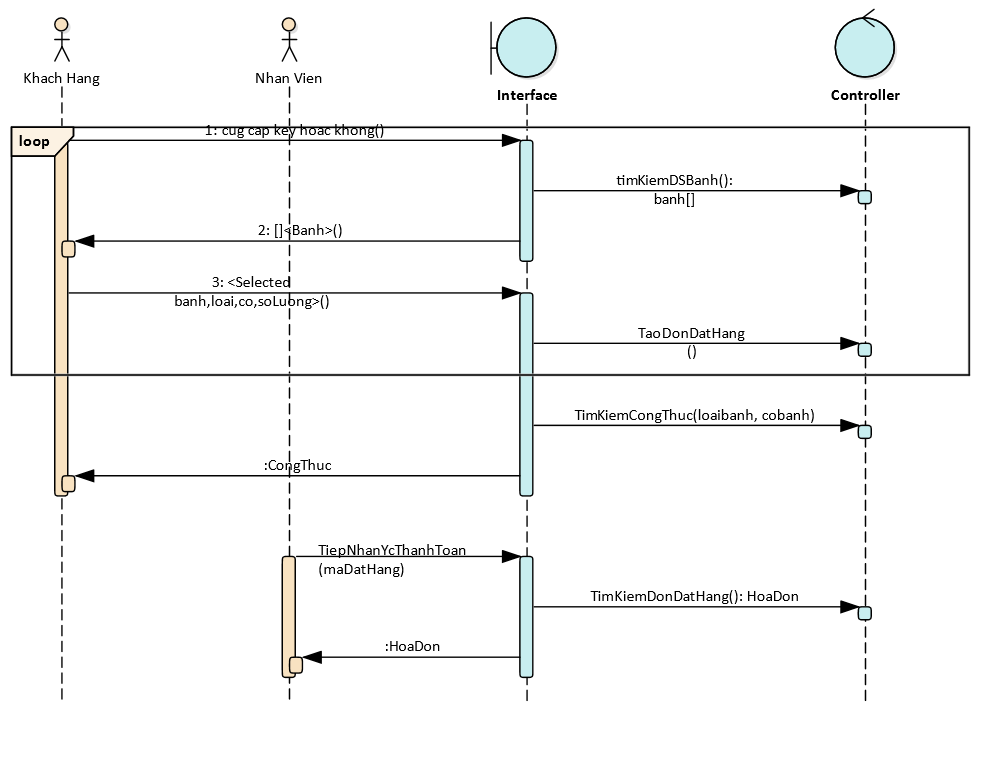 Khach Hang
Nhan Vien
Interface
Controller
loop
1: cug cap key hoac khong()
timKiemDSBanh():
banh[]
2: []<Banh>()
3: <Selected
banh,loai,co,soLuong>()
TaoDonDatHang
()
TimKiemCongThuc(loaibanh, cobanh)
:CongThuc
TiepNhanYcThanhToan
(maDatHang)
TimKiemDonDatHang(): HoaDon
:HoaDon